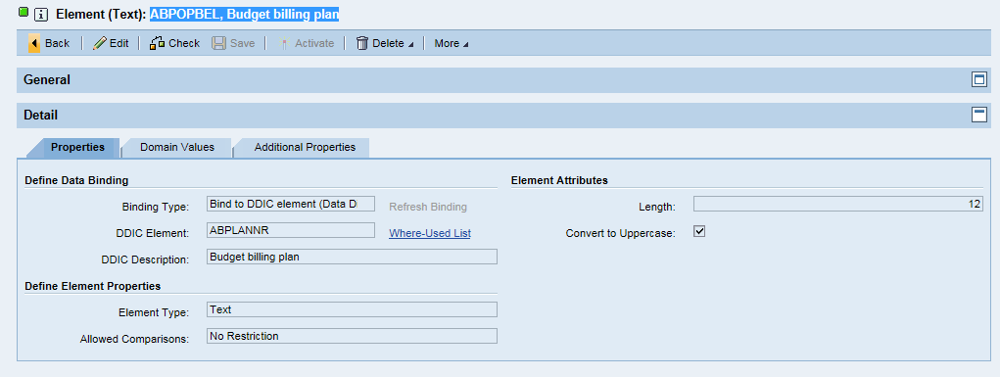 Element (Text): ABPOPBEL, Budget billing plan
Back Edit Check Save Activate Delete More
General
Detail
Properties Domain Values Additional Properties
Define Data Binding Element Attributes
Binding Type: Bind to DDIC element (Data D Refresh Binding Length: 12
DDIC Element: ABPLANNR Where-Used List Convert to Uppercase:
DDIC Description: Budget billing plan
Define Element Properties
Element Type: Text
Allowed Comparisons: No Restriction